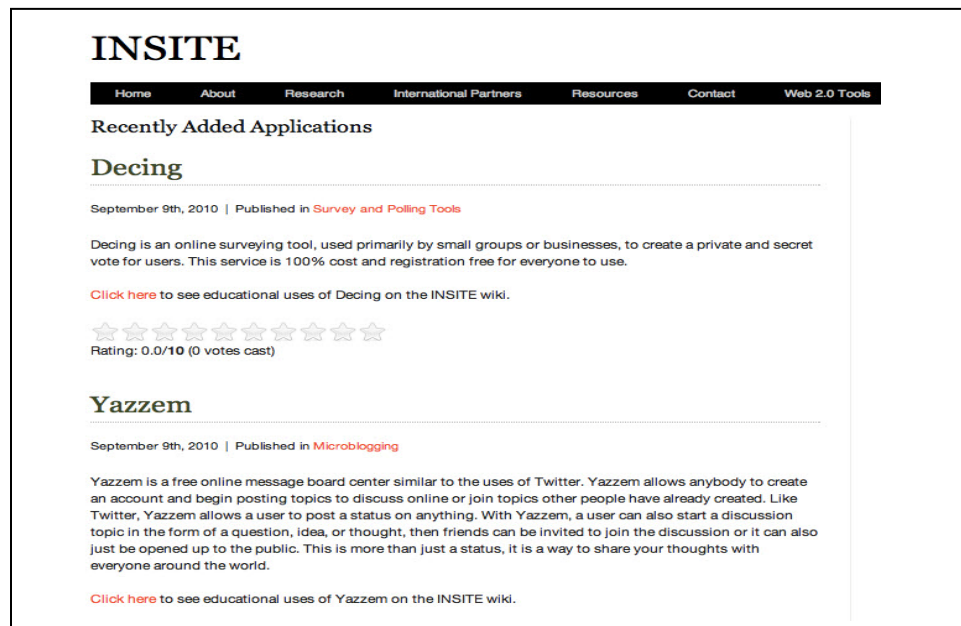 INSITE
Home About Research International Partners Resources Contact Web 2.0 Tools
Recently Added Applications
Decing
September 9th, 2010 | Published in Survey and Polling Tools
Decing is an online surveying tool, used primarily by small groups or businesses, to create a private and secret
vote for users. This service is 100% cost and registration free for everyone to use.
Click here to see educational uses of Decing on the INSITE wiki.
Rating: 0.0/10 (0 votes cast)
Yazzem
September 9th, 2010 | Published in Microblogging
Yazzem is a free online message board center similar to the uses of Twitter. Yazzem allows anybody to create
an account and begin posting topics to discuss online or join topics other people have already created. Like
Twitter, Yazzem allows a user to post a status on anything. With Yazzem, a user can also start a discussion
topic in the form of a question, idea, or thought, then friends can be invited to join the discussion or it can also
just be opened up to the public. This is more than just a status, it is a way to share your thoughts with
everyone around the world.
Click here to see educational uses of Yazzem on the INSITE wiki.